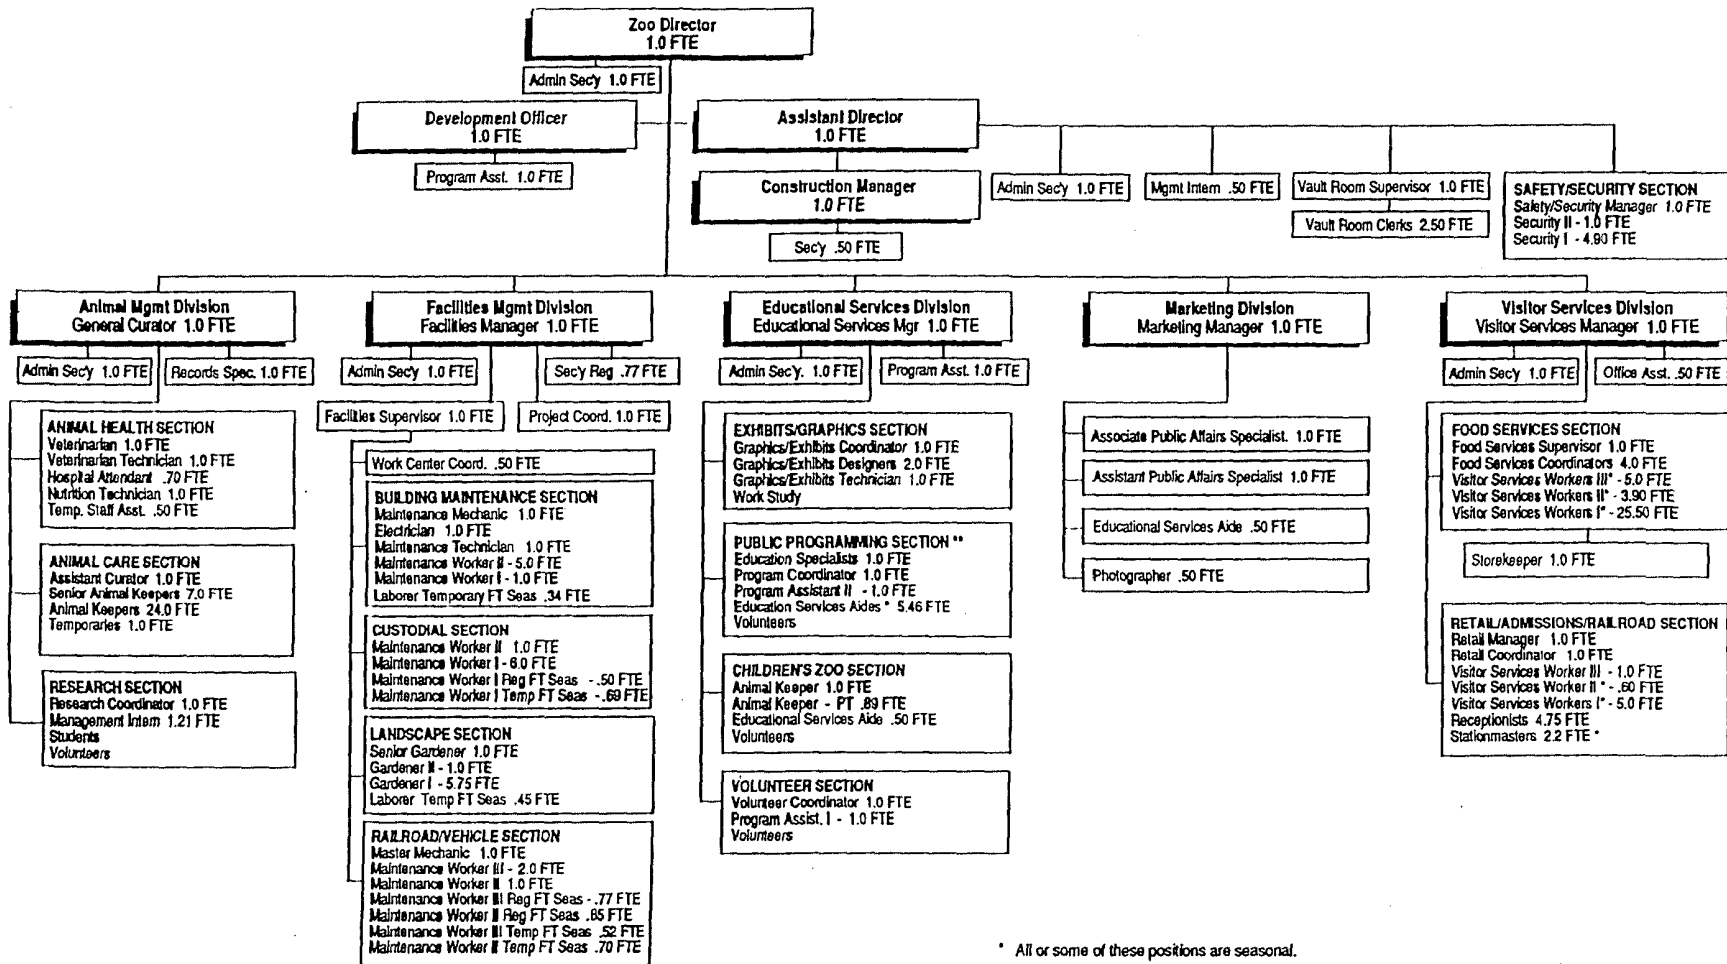 Zoo Director
1.0 FTE
Admin Sec'y 1.0 FTE
Development Officer
1.0 FTE
Program Asst. 1.0 FTE
Assistant Director
1.0 FTE
Construction Manager
1.0 FTE
Sec'y .50 FTE
Admin Sec'y 1.0 FTE
Mgmt Intern .50 FTE
Vault Room Supervisor 1.0 FTE
Vault Room Clerks 2.50 FTE
SAFETY/SECURITY SECTION
Safety/Security Manager 1.0 FTE
Security II - 1.0 FTE
Security I - 4.90 FTE
Animal Mgmt Division
General Curator 1.0 FTE
Admin Sec'y 1.0 FTE
Records Spec. 1.0 FTE
ANIMAL HEALTH SECTION
Veterinarian 1.0 FTE
Veterinarian Technician 1.0 FTE
Hospital Attendant .70 FTE
Nutrition Technician 1.0 FTE
Temp. Staff Asst. .50 FTE
ANIMAL CARE SECTION
Assistant Curator 1.0 FTE
Senior Animal Keepers 7.0 FTE
Animal Keepers 24.0 FTE
Temporaries 1.0 FTE
RESEARCH SECTION
Research Coordinator 1.0 FTE
Management Intern 1.21 FTE
Students
Volunteers
Facilities Mgmt Division
Facilities Manager 1.0 FTE
Admin Sec'y 1.0 FTE
Sec'y Reg .77 FTE
Facilities Supervisor 1.0 FTE
Project Coord. 1.0 FTE
Work Center Coord. .50 FTE
BUILDING MAINTENANCE SECTION
Maintenance Mechanic 1.0 FTE
Electrician 1.0 FTE
Maintenance Technician 1.0 FTE
Maintenance Worker II - 5.0 FTE
Maintenance Worker I - 1.0 FTE
Laborer Temporary FT Seas .34 FTE
CUSTODIAL SECTION
Maintenance Worker II 1.0 FTE
Maintenance Worker I - 6.0 FTE
Maintenance Worker I Reg FT Seas - .50 FTE
Maintenance Worker I Temp FT Seas - .69 FTE
LANDSCAPE SECTION
Senior Gardener 1.0 FTE
Gardener II - 1.0 FTE
Gardener I - 5.75 FTE
Laborer Temp FT Seas .45 FTE
RAILROAD/VEHICLE SECTION
Master Mechanic 1.0 FTE
Maintenance Worker III - 2.0 FTE
Maintenance Worker II 1.0 FTE
Maintenance Worker III Reg FT Seas - .77 FTE
Maintenance Worker II Reg FT Seas .85 FTE
Maintenance Worker III Temp FT Seas .52 FTE
Maintenance Worker II Temp FT Seas .70 FTE
Educational Services Division
Educational Services Mgr 1.0 FTE
Admin Sec'y. 1.0 FTE
Program Asst. 1.0 FTE
EXHIBITS/GRAPHICS SECTION
Graphics/Exhibits Coordinator 1.0 FTE
Graphics/Exhibits Designers 2.0 FTE
Graphics/Exhibits Technician 1.0 FTE
Work Study
PUBLIC PROGRAMMING SECTION **
Education Specialists 1.0 FTE
Program Coordinator 1.0 FTE
Program Assistant II - 1.0 FTE
Education Services Aides * 5.46 FTE
Volunteers
CHILDREN'S ZOO SECTION
Animal Keeper 1.0 FTE
Animal Keeper - PT .89 FTE
Educational Services Aide .50 FTE
Volunteers
VOLUNTEER SECTION
Volunteer Coordinator 1.0 FTE
Program Assist. I - 1.0 FTE
Volunteers
Marketing Division
Marketing Manager 1.0 FTE
Associate Public Affairs Specialist. 1.0 FTE
Assistant Public Affairs Specialist 1.0 FTE
Educational Services Aide .50 FTE
Photographer .50 FTE
Visitor Services Division
Visitor Services Manager 1.0 FTE
Admin Sec'y 1.0 FTE
Office Asst. .50 FTE
FOOD SERVICES SECTION
Food Services Supervisor 1.0 FTE
Food Services Coordinators 4.0 FTE
Visitor Services Workers III* - 5.0 FTE
Visitor Services Workers II* - 3.90 FTE
Visitor Services Workers I* - 25.50 FTE
Storekeeper 1.0 FTE
RETAIL/ADMISSIONS/RAILROAD SECTION
Retail Manager 1.0 FTE
Retail Coordinator 1.0 FTE
Visitor Services Worker III - 1.0 FTE
Visitor Services Worker II * - .60 FTE
Visitor Services Workers I* - 5.0 FTE
Receptionists 4.75 FTE
Stationmasters 2.2 FTE *
* All or some of these positions are seasonal.